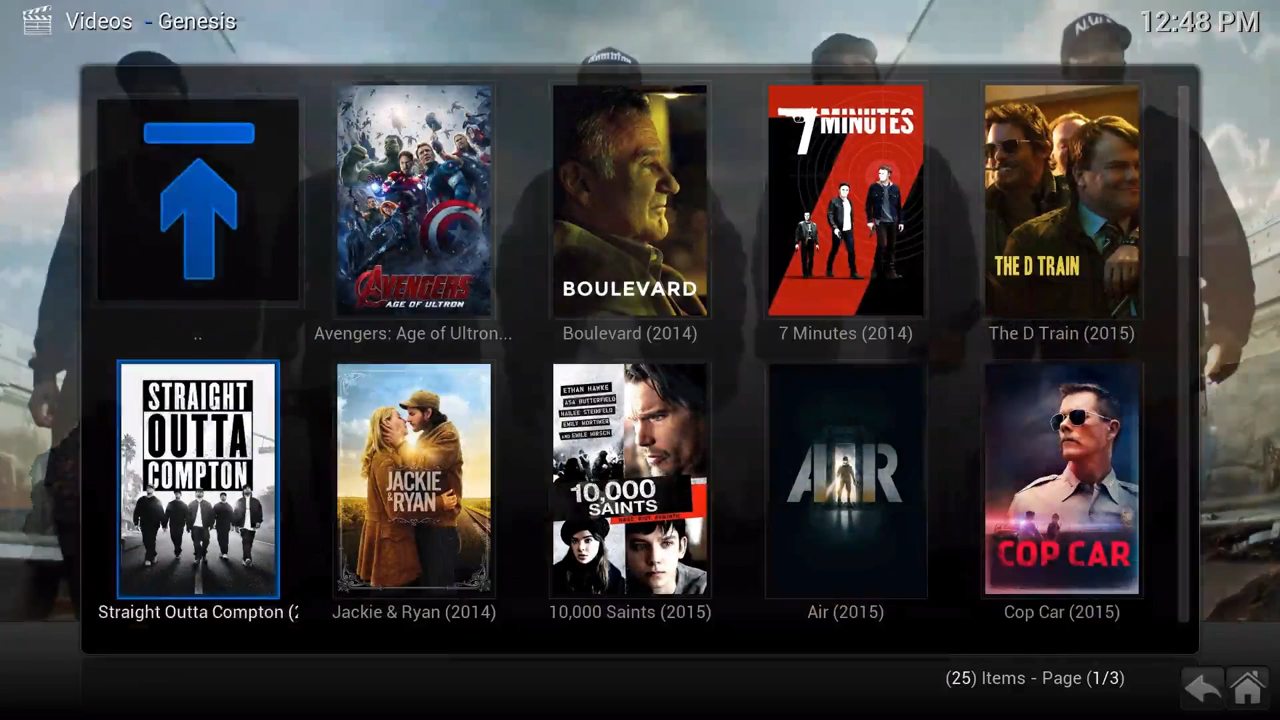 Videos - Genesis
12:48 PM
AVENGERS
AGE OF ULTRON
BOULEVARD
7 MINUTES
THE D TRAIN
..
Avengers: Age of Ultron...
Boulevard (2014)
7 Minutes (2014)
The D Train (2015)
STRAIGHT
OUTTA
COMPTON
JACKIE
& RYAN
ETHAN HAWKE
ASA BUTTERFIELD
HAILEE STEINFELD
EMILY MORTIMER
AND EMILE HIRSCH
10,000
SAINTS
AIR
COP CAR
Straight Outta Compton (2
Jackie & Ryan (2014)
10,000 Saints (2015)
Air (2015)
Cop Car (2015)
(25) Items - Page (1/3)